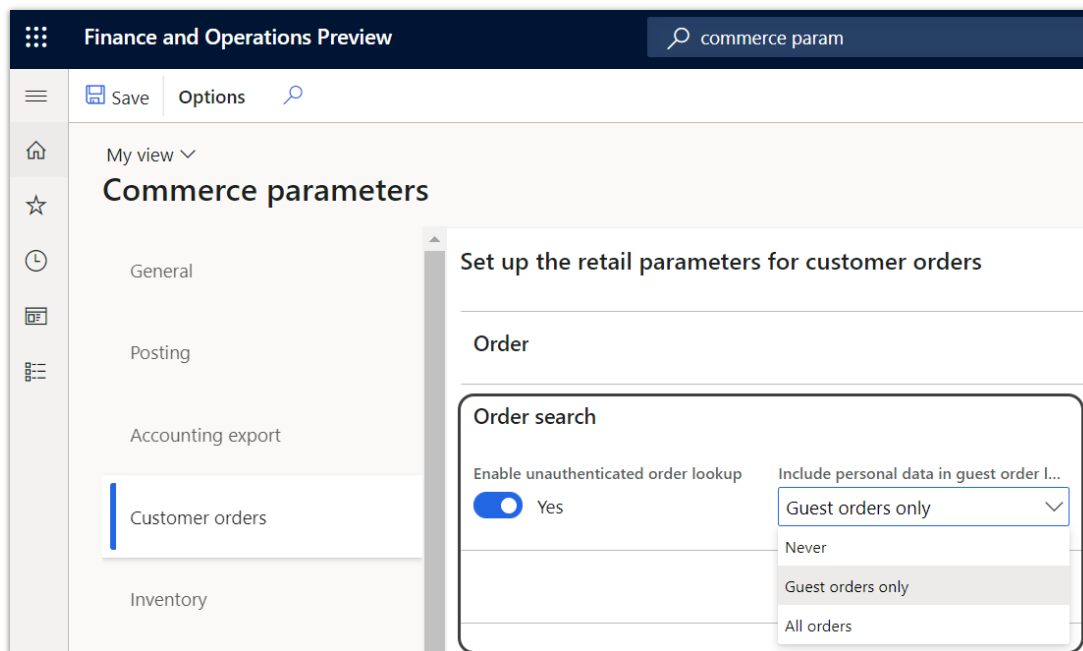 Finance and Operations Preview
commerce param
Save
Options
My view
Commerce parameters
General
Posting
Accounting export
Customer orders
Inventory
Set up the retail parameters for customer orders
Order
Order search
Enable unauthenticated order lookup
Yes
Include personal data in guest order l...
Guest orders only
Never
Guest orders only
All orders